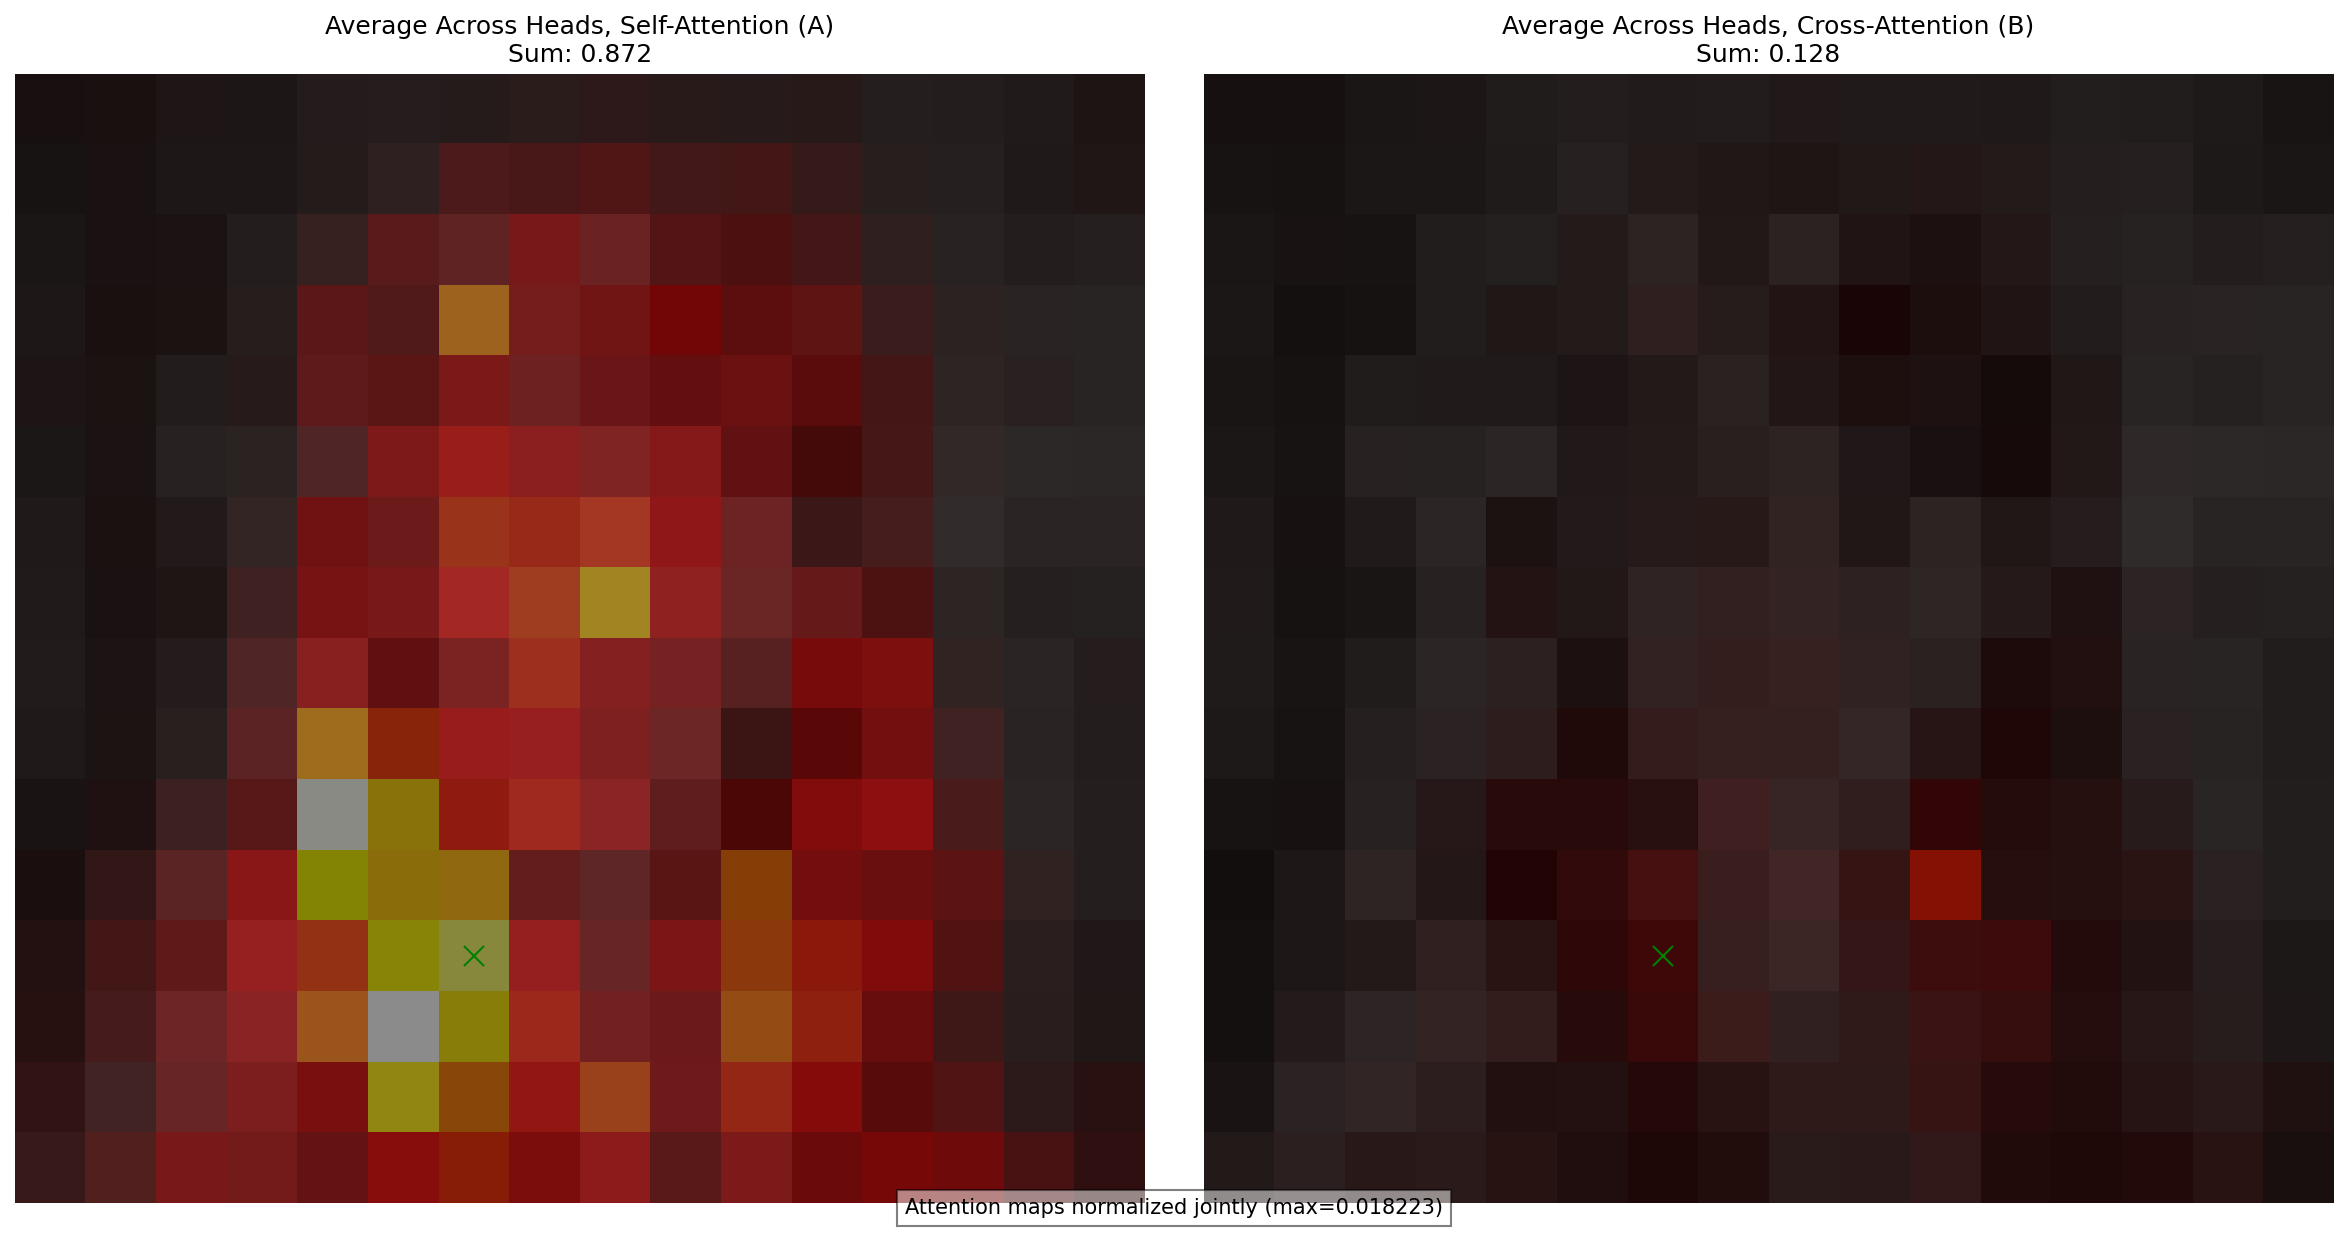 Average Across Heads, Self-Attention (A)
Sum: 0.872
Average Across Heads, Cross-Attention (B)
Sum: 0.128
Attention maps normalized jointly (max=0.018223)